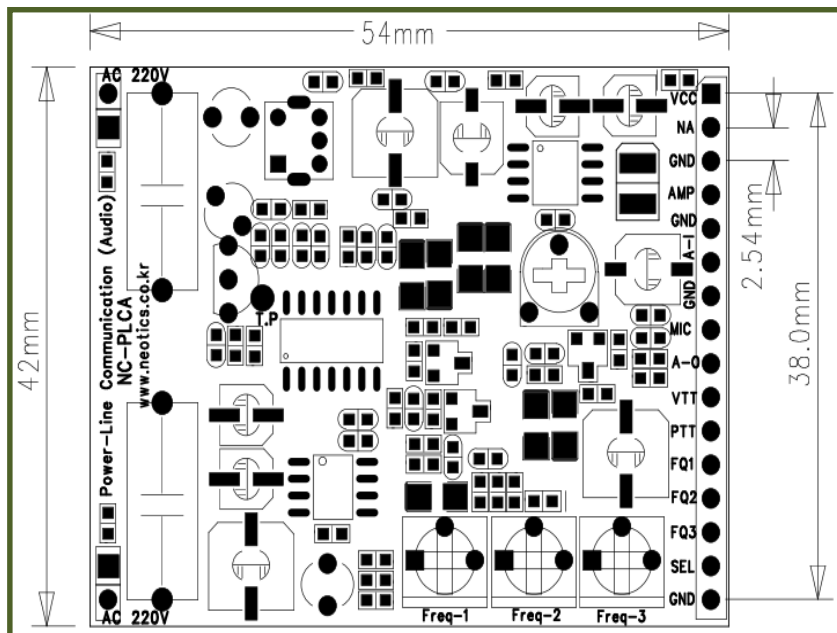 54mm
AC 220V
VCC
NA
GND
AMP
GND
A-I
GND
MIC
A-O
VTT
PTT
FQ1
FQ2
FQ3
SEL
GND
2.54mm
38.0mm
42mm
Power-Line Communication (Audio)
NC-PLCA
www.neotics.co.kr
T.P
AC 220V
Freq-1
Freq-2
Freq-3